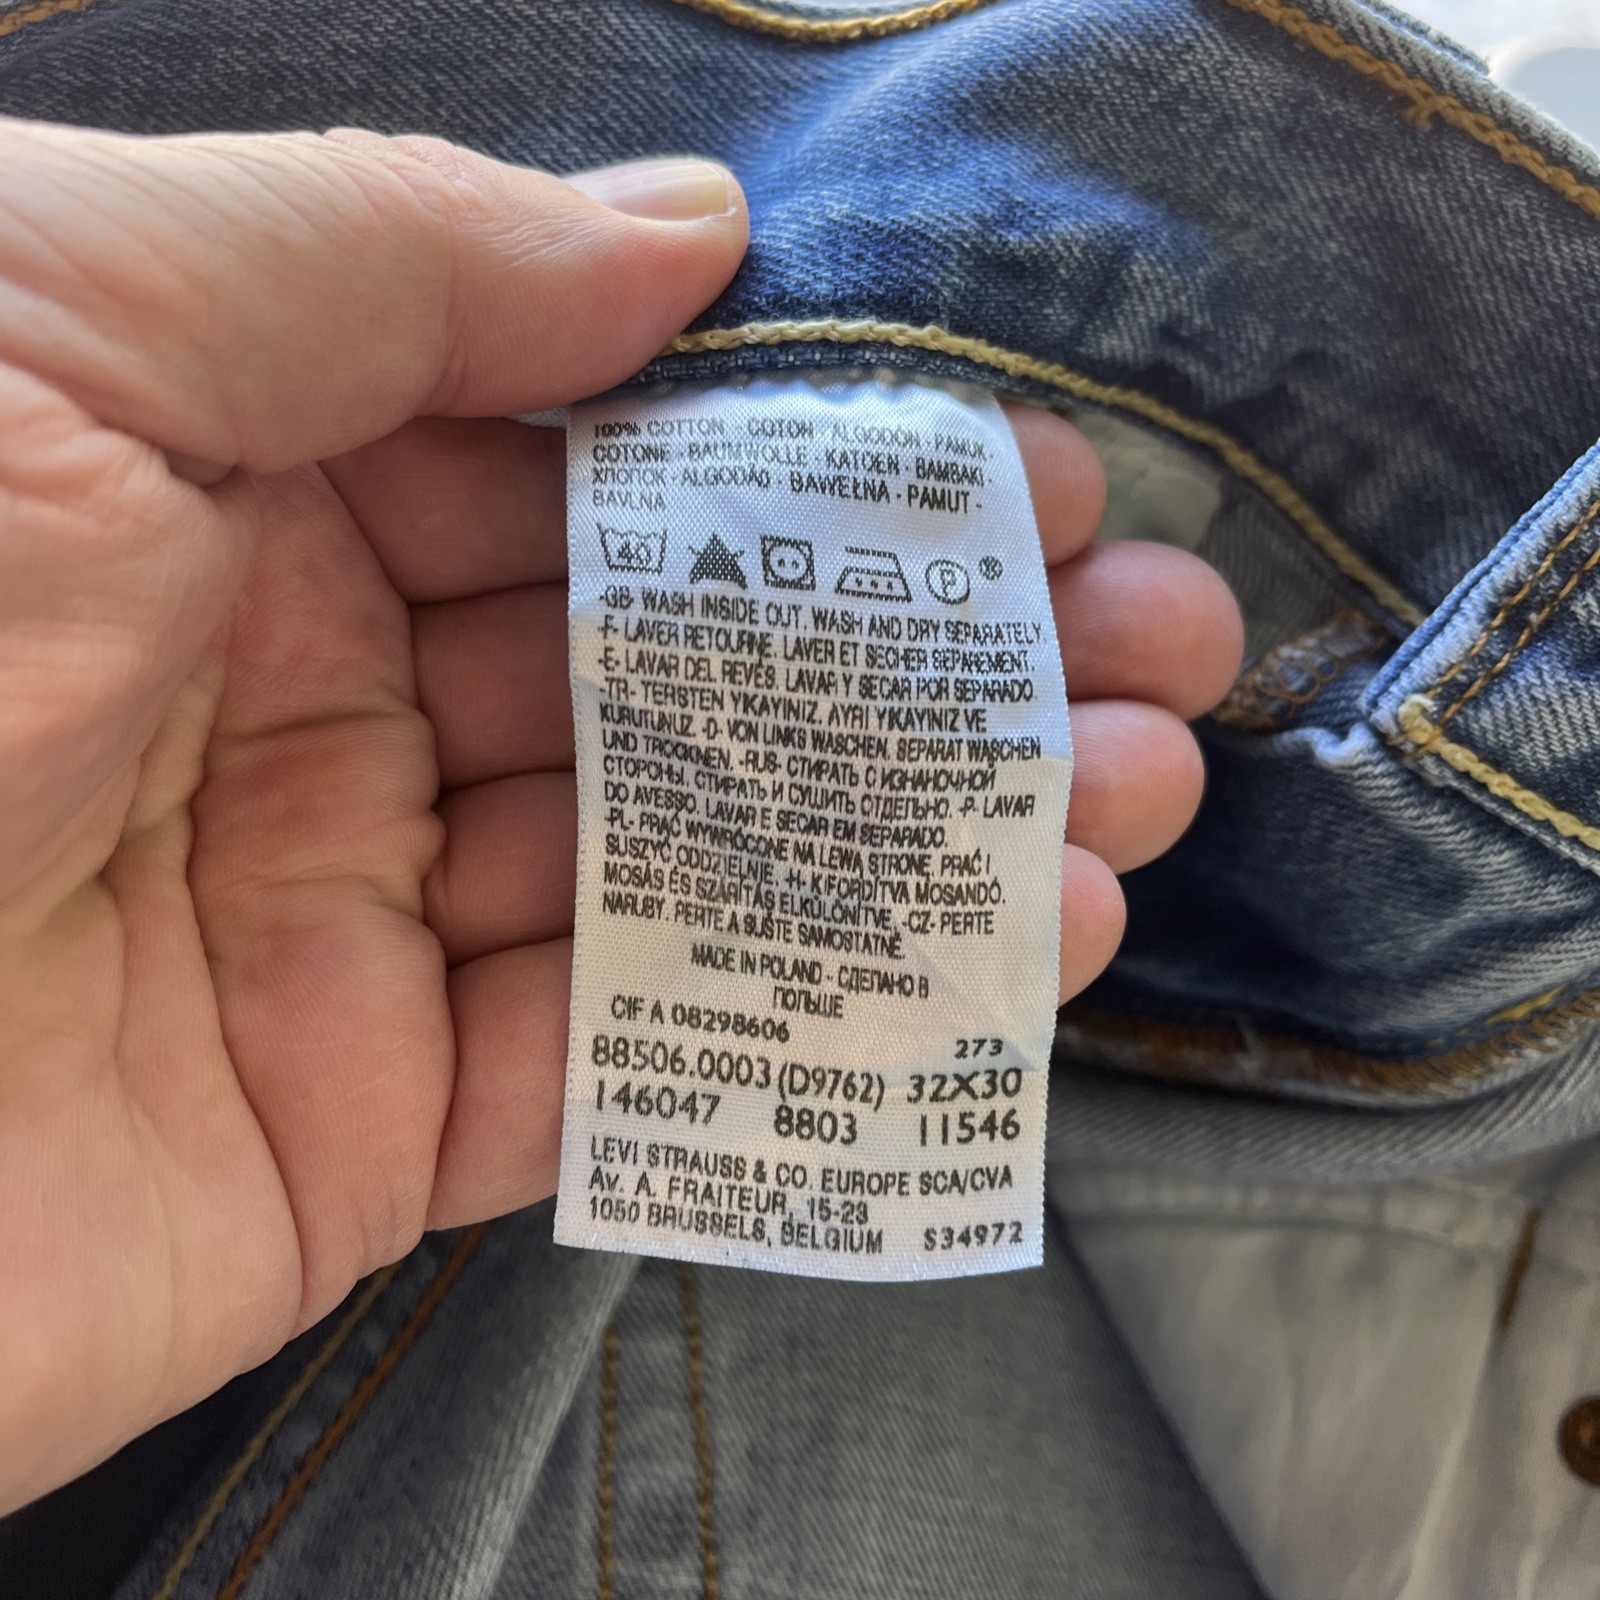 100% COTTON - COTON - ALGODÓN - PAMUK -
COTONE - BAUMWOLLE - KATOEN - BAMBAKI -
ХЛОПОК - ALGODÃO - BAWEŁNA - PAMUT -
BAVLNA
40
P ®
-GB- WASH INSIDE OUT. WASH AND DRY SEPARATELY.
-F- LAVER RETOURNE. LAVER ET SECHER SEPAREMENT.
-E- LAVAR DEL REVÉS. LAVAR Y SECAR POR SEPARADO.
-TR- TERSTEN YIKAYINIZ. AYRI YIKAYINIZ VE
KURUTUNUZ. -D- VON LINKS WASCHEN. SEPARAT WASCHEN
UND TROCKNEN. -RUS- СТИРАТЬ С ИЗНАНОЧНОЙ
СТОРОНЫ. СТИРАТЬ И СУШИТЬ ОТДЕЛЬНО. -P- LAVAR
DO AVESSO. LAVAR E SECAR EM SEPARADO.
-PL- PRAĆ WYWRÓCONE NA LEWĄ STRONĘ. PRAĆ I
SUSZYĆ ODDZIELNIE. -H- KIFORDÍTVA MOSANDÓ.
MOSÁS ÉS SZÁRÍTÁS ELKÜLÖNÍTVE. -CZ- PERTE
NARUBY. PERTE A SUŠTE SAMOSTATNĚ.
MADE IN POLAND - СДЕЛАНО В
ПОЛЬШЕ
CIF A 08298606
273
88506.0003 (D9762) 32X30
146047 8803 11546
LEVI STRAUSS & CO. EUROPE SCA/CVA
Av. A. FRAITEUR, 15-23
1050 BRUSSELS, BELGIUM S34972